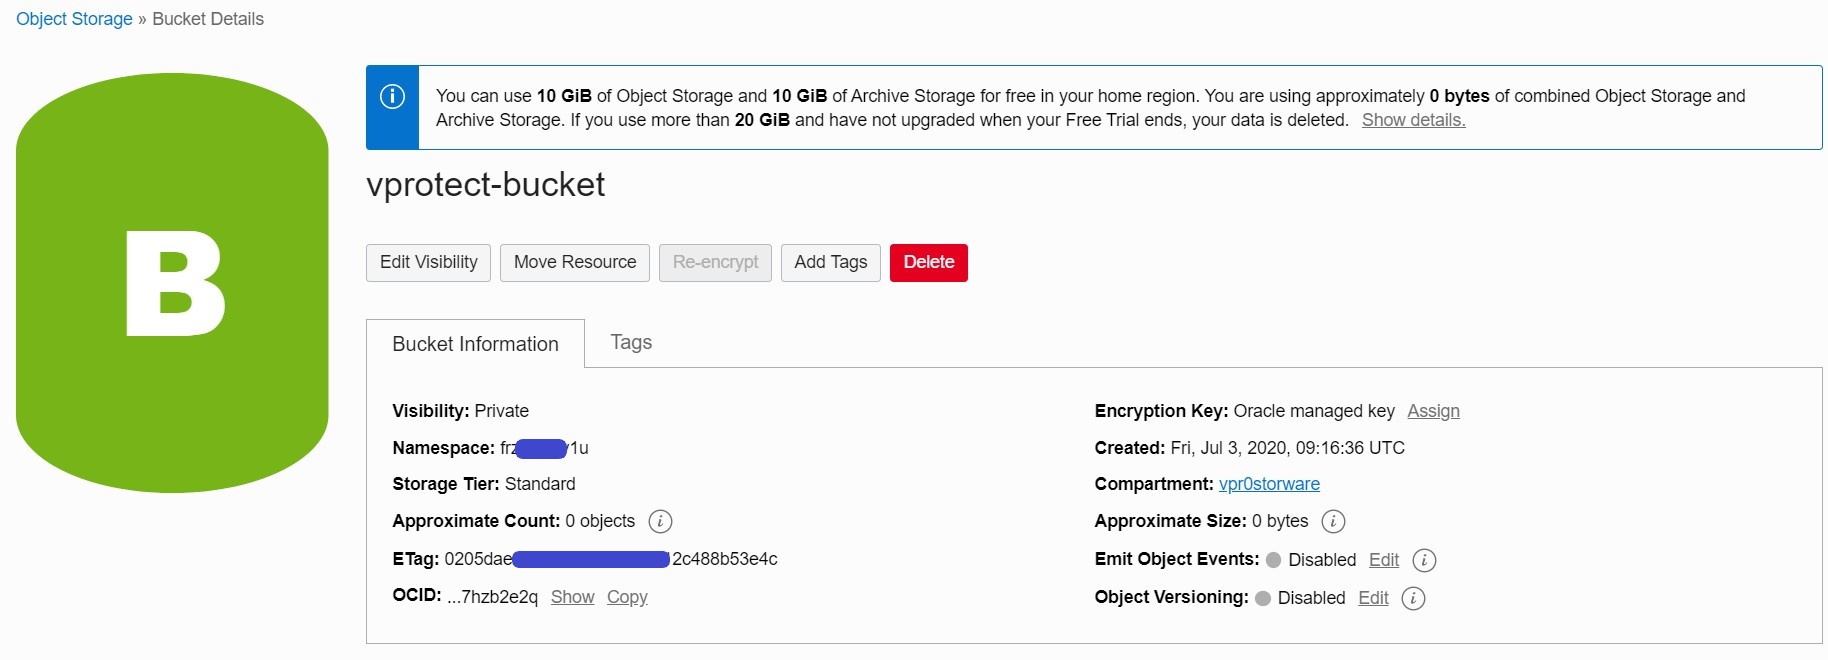 Object Storage » Bucket Details
You can use 10 GiB of Object Storage and 10 GiB of Archive Storage for free in your home region. You are using approximately 0 bytes of combined Object Storage and
Archive Storage. If you use more than 20 GiB and have not upgraded when your Free Trial ends, your data is deleted. Show details.
B
vprotect-bucket
Edit Visibility Move Resource Re-encrypt Add Tags Delete
Bucket Information Tags
Visibility: Private
Namespace: frz 1u
Storage Tier: Standard
Approximate Count: 0 objects i
ETag: 0205dae 2c488b53e4c
OCID: ...7hzb2e2q Show Copy
Encryption Key: Oracle managed key Assign
Created: Fri, Jul 3, 2020, 09:16:36 UTC
Compartment: vpr0storware
Approximate Size: 0 bytes i
Emit Object Events: Disabled Edit i
Object Versioning: Disabled Edit i